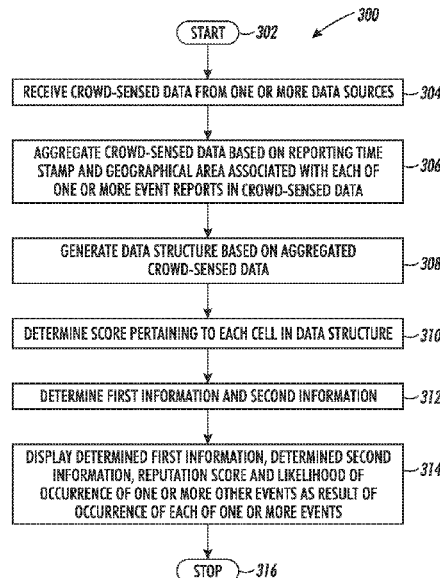 300
START 302
RECEIVE CROWD-SENSED DATA FROM ONE OR MORE DATA SOURCES 304
AGGREGATE CROWD-SENSED DATA BASED ON REPORTING TIME
STAMP AND GEOGRAPHICAL AREA ASSOCIATED WITH EACH OF 306
ONE OR MORE EVENT REPORTS IN CROWD-SENSED DATA
GENERATE DATA STRUCTURE BASED ON AGGREGATED
CROWD-SENSED DATA 308
DETERMINE SCORE PERTAINING TO EACH CELL IN DATA STRUCTURE 310
DETERMINE FIRST INFORMATION AND SECOND INFORMATION 312
DISPLAY DETERMINED FIRST INFORMATION, DETERMINED SECOND
INFORMATION, REPUTATION SCORE AND LIKELIHOOD OF 314
OCCURRENCE OF ONE OR MORE OTHER EVENTS AS RESULT OF
OCCURRENCE OF EACH OF ONE OR MORE EVENTS
STOP 316